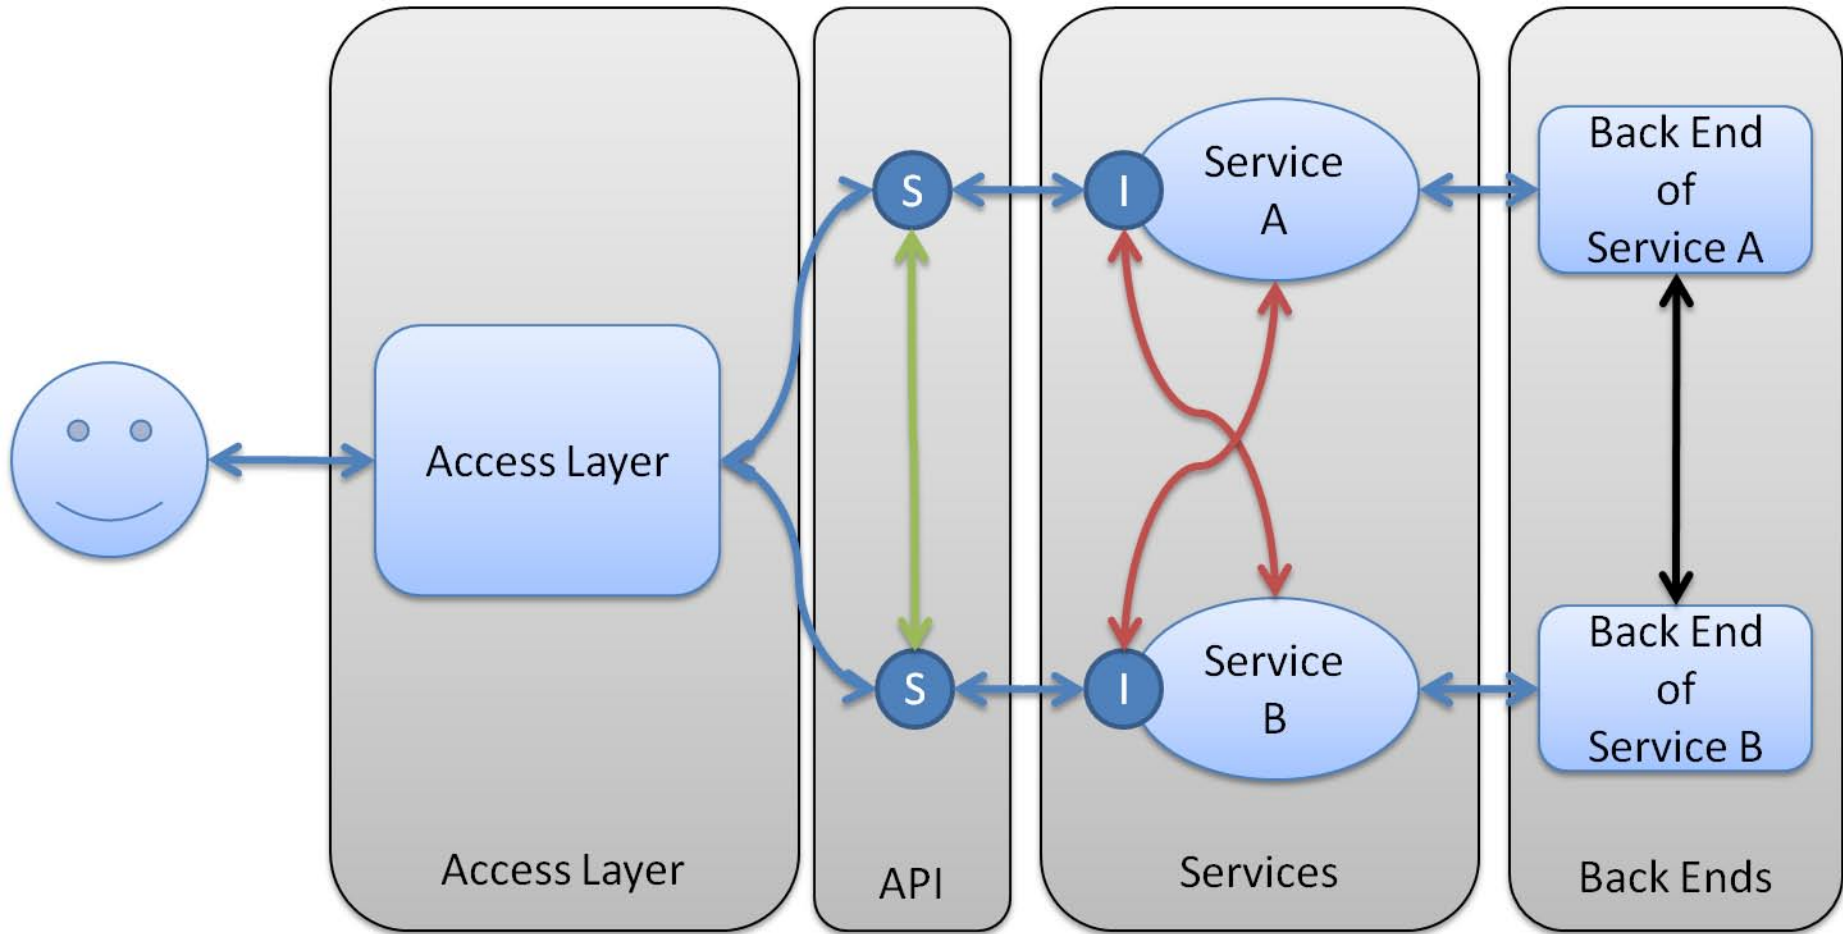 Access Layer
Access Layer
S
S
API
I
Service
A
I
Service
B
Services
Back End
of
Service A
Back End
of
Service B
Back Ends